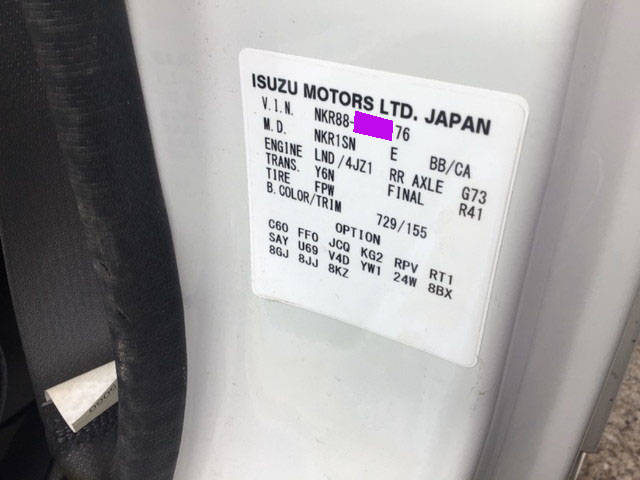 ISUZU MOTORS LTD. JAPAN
V.I.N. NKR88- 76
M.D. NKR1SN E BB/CA
ENGINE LND/4JZ1 RR AXLE G73
TRANS. Y6N FINAL R41
TIRE FPW
B.COLOR/TRIM 729/155
OPTION
C60 FFO JCQ KG2 RPV RT1
SAY U69 V4D YW1 24W 8BX
8GJ 8JJ 8KZ